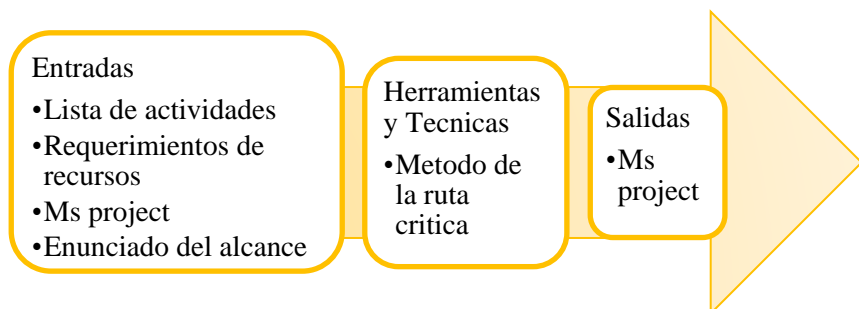 Entradas
•Lista de actividades
•Requerimientos de
recursos
•Ms project
•Enunciado del alcance
Herramientas
y Tecnicas
•Metodo de
la ruta
critica
Salidas
•Ms
project